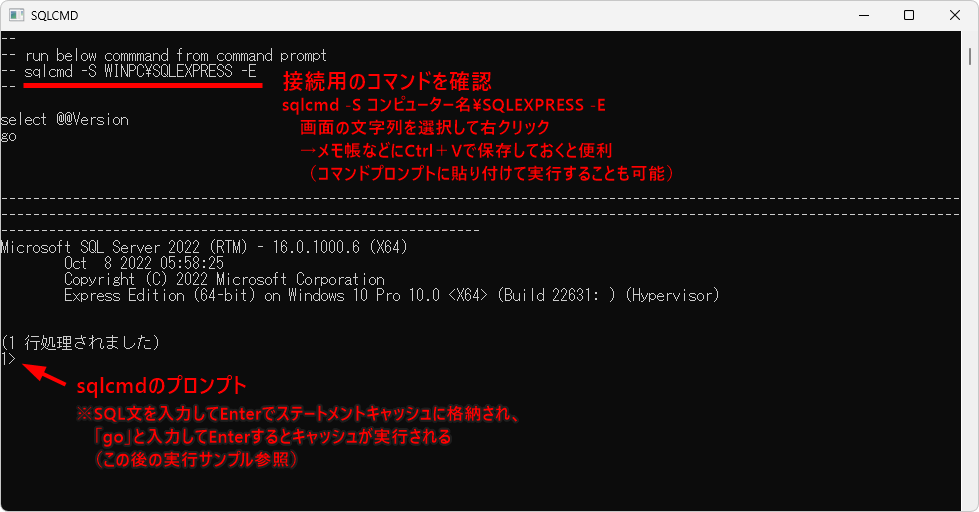 SQLCMD
--
-- run below commmand from command prompt
-- sqlcmd -S WINPC¥SQLEXPRESS -E
--
接続用のコマンドを確認
sqlcmd -S コンピューター名¥SQLEXPRESS -E
画面の文字列を選択して右クリック
→メモ帳などにCtrl＋Vで保存しておくと便利
（コマンドプロンプトに貼り付けて実行することも可能）
select @@Version
go
------------------------------------------------------------------------------------------------------------------------
------------------------------------------------------------------------------------------------------------------------
------------------------------------------------------------
Microsoft SQL Server 2022 (RTM) - 16.0.1000.6 (X64)
Oct  8 2022 05:58:25
Copyright (C) 2022 Microsoft Corporation
Express Edition (64-bit) on Windows 10 Pro 10.0 <X64> (Build 22631: ) (Hypervisor)
(1 行処理されました)
1>
sqlcmdのプロンプト
※SQL文を入力してEnterでステートメントキャッシュに格納され、
「go」と入力してEnterするとキャッシュが実行される
（この後の実行サンプル参照）